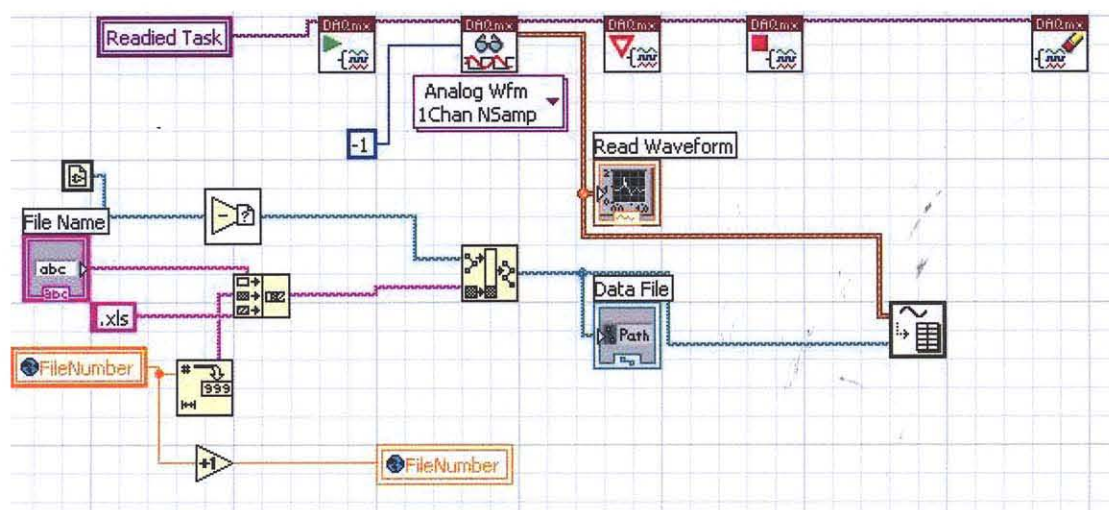 DAQmx DAQmx DAQmx DAQmx DAQmx
Readied Task
Analog Wfm
1Chan NSamp
-1
Read Waveform
File Name
abc
abc
.xls
Data File
Path
FileNumber
#
999
+1
FileNumber